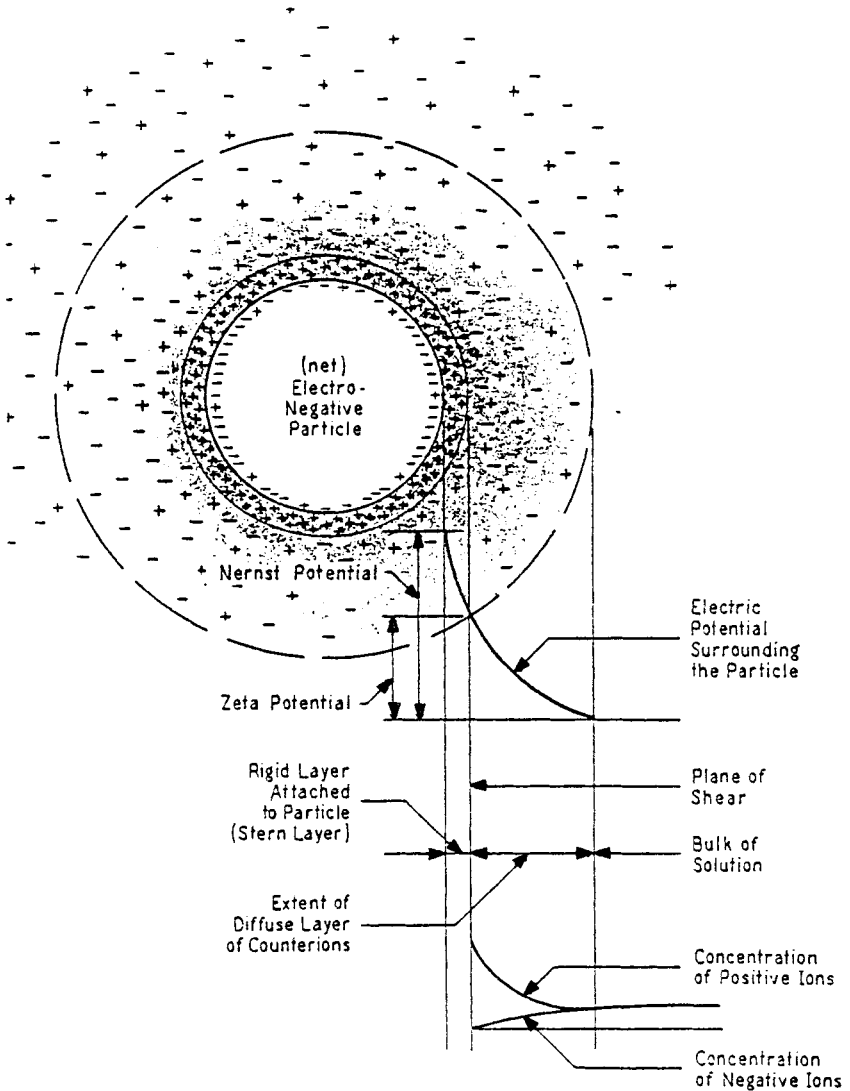 (net)
Electro-
Negative
Particle
Nernst Potential
Zeta Potential
Electric
Potential
Surrounding
the Particle
Rigid Layer
Attached
to Particle
(Stern Layer)
Plane of
Shear
Bulk of
Solution
Extent of
Diffuse Layer
of Counterions
Concentration
of Positive Ions
Concentration
of Negative Ions